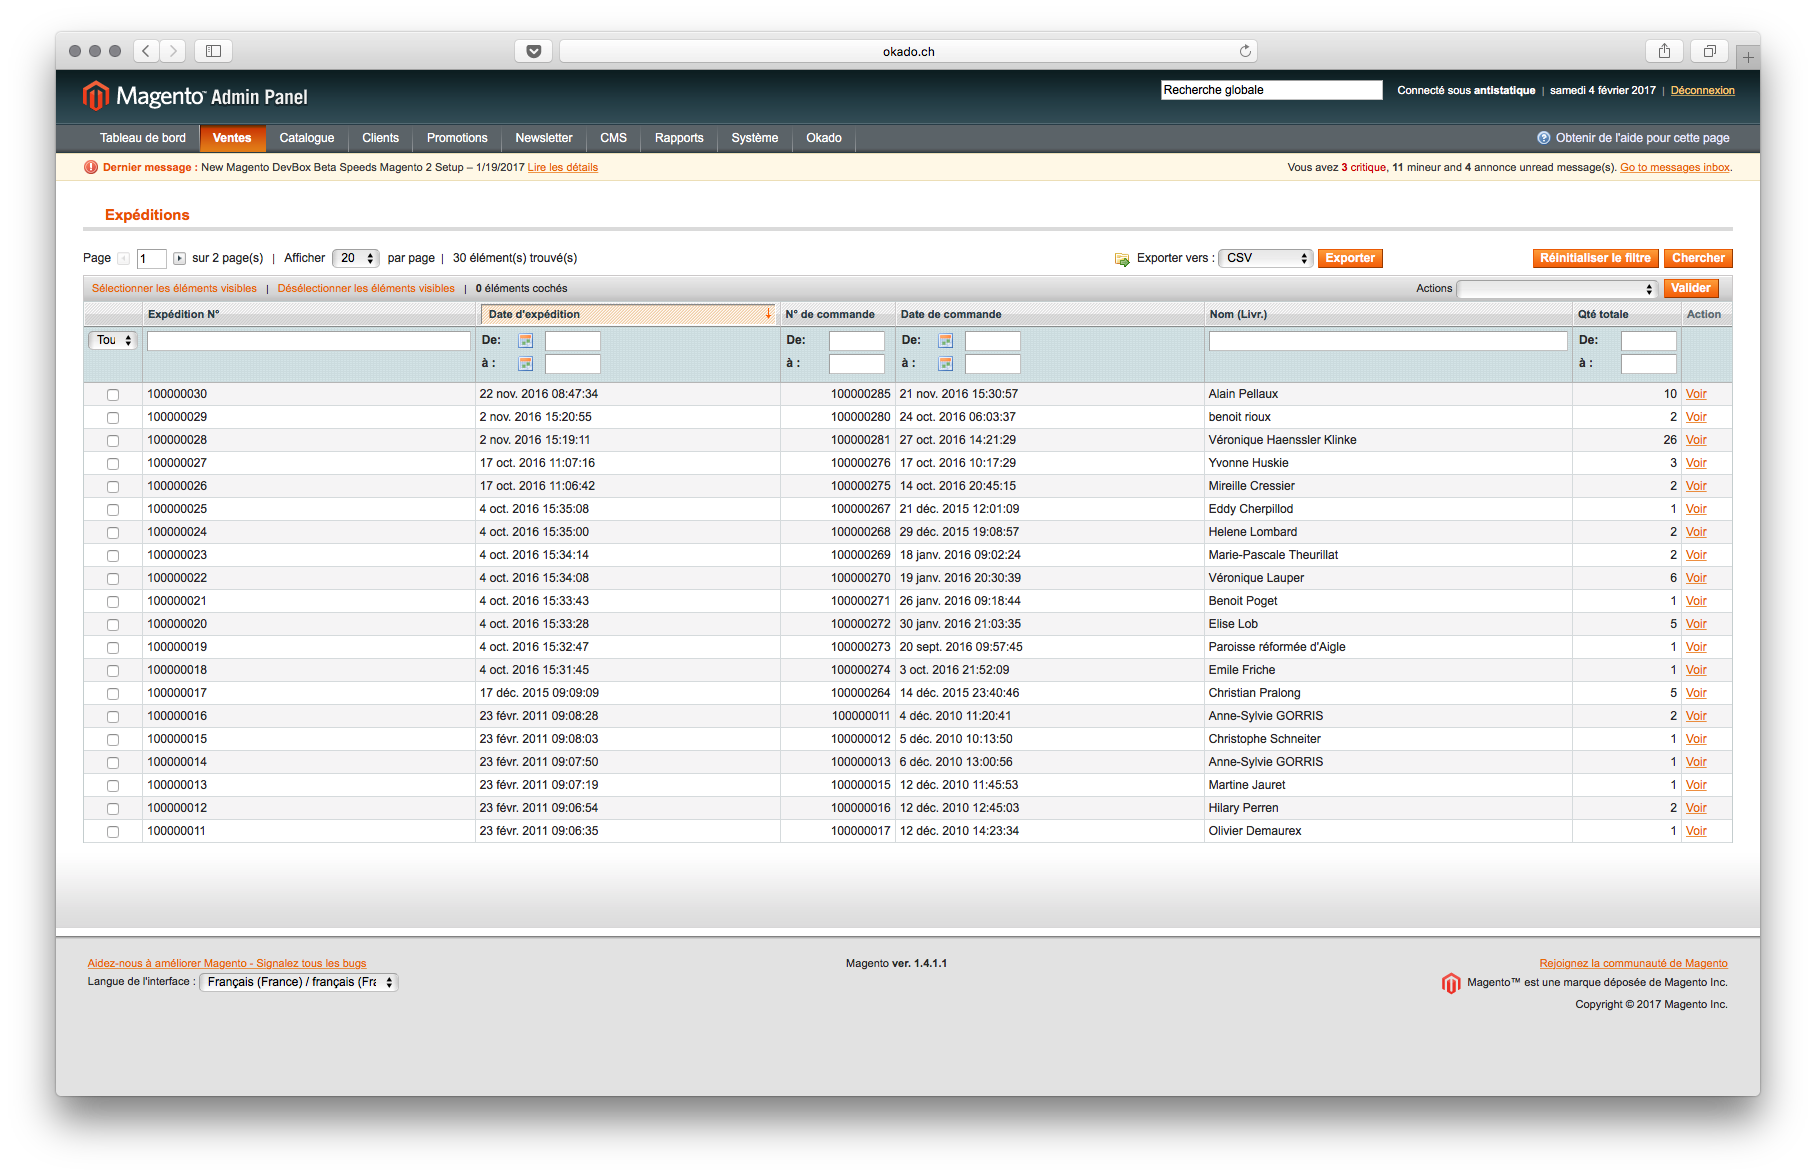 okado.ch
Magento™ Admin Panel
Recherche globale
Connecté sous antistatique | samedi 4 février 2017 | Déconnexion
Tableau de bord Ventes Catalogue Clients Promotions Newsletter CMS Rapports Système Okado
Obtenir de l'aide pour cette page
Dernier message : New Magento DevBox Beta Speeds Magento 2 Setup – 1/19/2017 Lire les détails
Vous avez 3 critique, 11 mineur and 4 annonce unread message(s). Go to messages inbox.
Expéditions
Page 1 sur 2 page(s) | Afficher 20 par page | 30 élément(s) trouvé(s)
Exporter vers : CSV Exporter
Réinitialiser le filtre Chercher
Sélectionner les éléments visibles | Désélectionner les éléments visibles | 0 éléments cochés
Actions Valider
Expédition N° Date d'expédition N° de commande Date de commande Nom (Livr.) Qté totale Action
Tou De: De: De: De:
à : à : à : à :
100000030 22 nov. 2016 08:47:34 100000285 21 nov. 2016 15:30:57 Alain Pellaux 10 Voir
100000029 2 nov. 2016 15:20:55 100000280 24 oct. 2016 06:03:37 benoit rioux 2 Voir
100000028 2 nov. 2016 15:19:11 100000281 27 oct. 2016 14:21:29 Véronique Haenssler Klinke 26 Voir
100000027 17 oct. 2016 11:07:16 100000276 17 oct. 2016 10:17:29 Yvonne Huskie 3 Voir
100000026 17 oct. 2016 11:06:42 100000275 14 oct. 2016 20:45:15 Mireille Cressier 2 Voir
100000025 4 oct. 2016 15:35:08 100000267 21 déc. 2015 12:01:09 Eddy Cherpillod 1 Voir
100000024 4 oct. 2016 15:35:00 100000268 29 déc. 2015 19:08:57 Helene Lombard 2 Voir
100000023 4 oct. 2016 15:34:14 100000269 18 janv. 2016 09:02:24 Marie-Pascale Theurillat 2 Voir
100000022 4 oct. 2016 15:34:08 100000270 19 janv. 2016 20:30:39 Véronique Lauper 6 Voir
100000021 4 oct. 2016 15:33:43 100000271 26 janv. 2016 09:18:44 Benoit Poget 1 Voir
100000020 4 oct. 2016 15:33:28 100000272 30 janv. 2016 21:03:35 Elise Lob 5 Voir
100000019 4 oct. 2016 15:32:47 100000273 20 sept. 2016 09:57:45 Paroisse réformée d'Aigle 1 Voir
100000018 4 oct. 2016 15:31:45 100000274 3 oct. 2016 21:52:09 Emile Friche 1 Voir
100000017 17 déc. 2015 09:09:09 100000264 14 déc. 2015 23:40:46 Christian Pralong 5 Voir
100000016 23 févr. 2011 09:08:28 100000011 4 déc. 2010 11:20:41 Anne-Sylvie GORRIS 2 Voir
100000015 23 févr. 2011 09:08:03 100000012 5 déc. 2010 10:13:50 Christophe Schneiter 1 Voir
100000014 23 févr. 2011 09:07:50 100000013 6 déc. 2010 13:00:56 Anne-Sylvie GORRIS 1 Voir
100000013 23 févr. 2011 09:07:19 100000015 12 déc. 2010 11:45:53 Martine Jauret 1 Voir
100000012 23 févr. 2011 09:06:54 100000016 12 déc. 2010 12:45:03 Hilary Perren 2 Voir
100000011 23 févr. 2011 09:06:35 100000017 12 déc. 2010 14:23:34 Olivier Demaurex 1 Voir
Aidez-nous à améliorer Magento - Signalez tous les bugs
Magento ver. 1.4.1.1
Rejoignez la communauté de Magento
Langue de l'interface : Français (France) / français (Fra
Magento™ est une marque déposée de Magento Inc.
Copyright © 2017 Magento Inc.